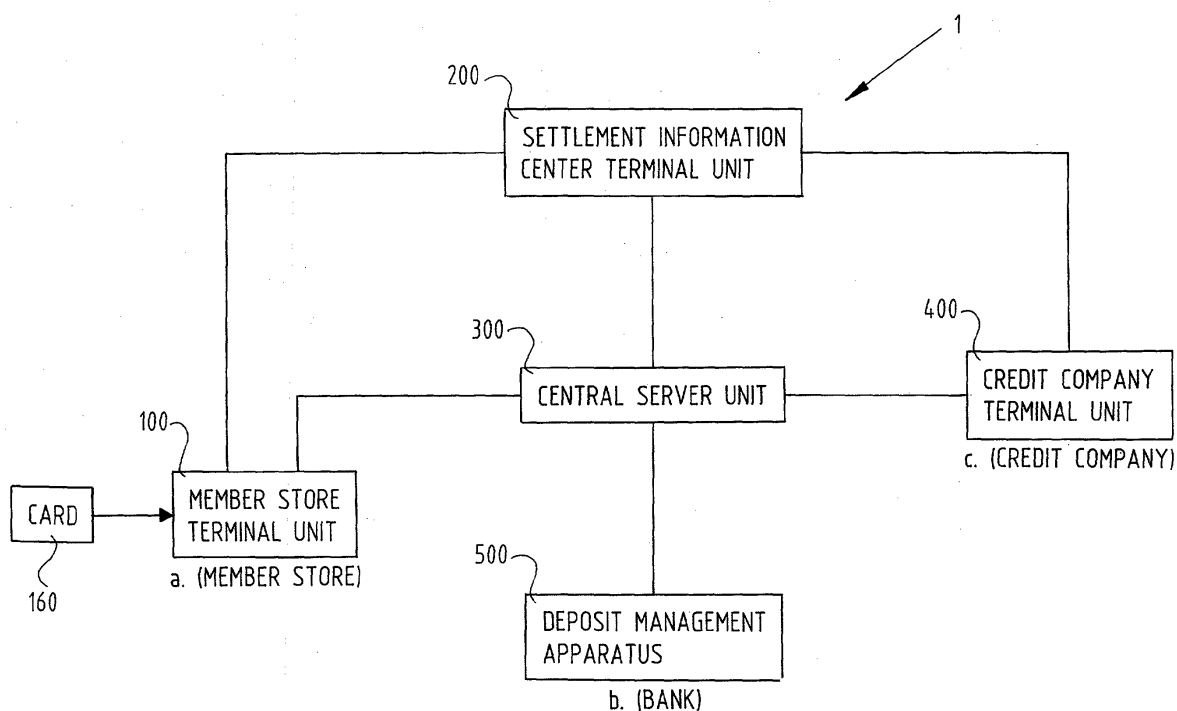 1
200
SETTLEMENT INFORMATION
CENTER TERMINAL UNIT
300
CENTRAL SERVER UNIT
400
CREDIT COMPANY
TERMINAL UNIT
c. (CREDIT COMPANY)
100
MEMBER STORE
TERMINAL UNIT
a. (MEMBER STORE)
CARD
160
500
DEPOSIT MANAGEMENT
APPARATUS
b. (BANK)